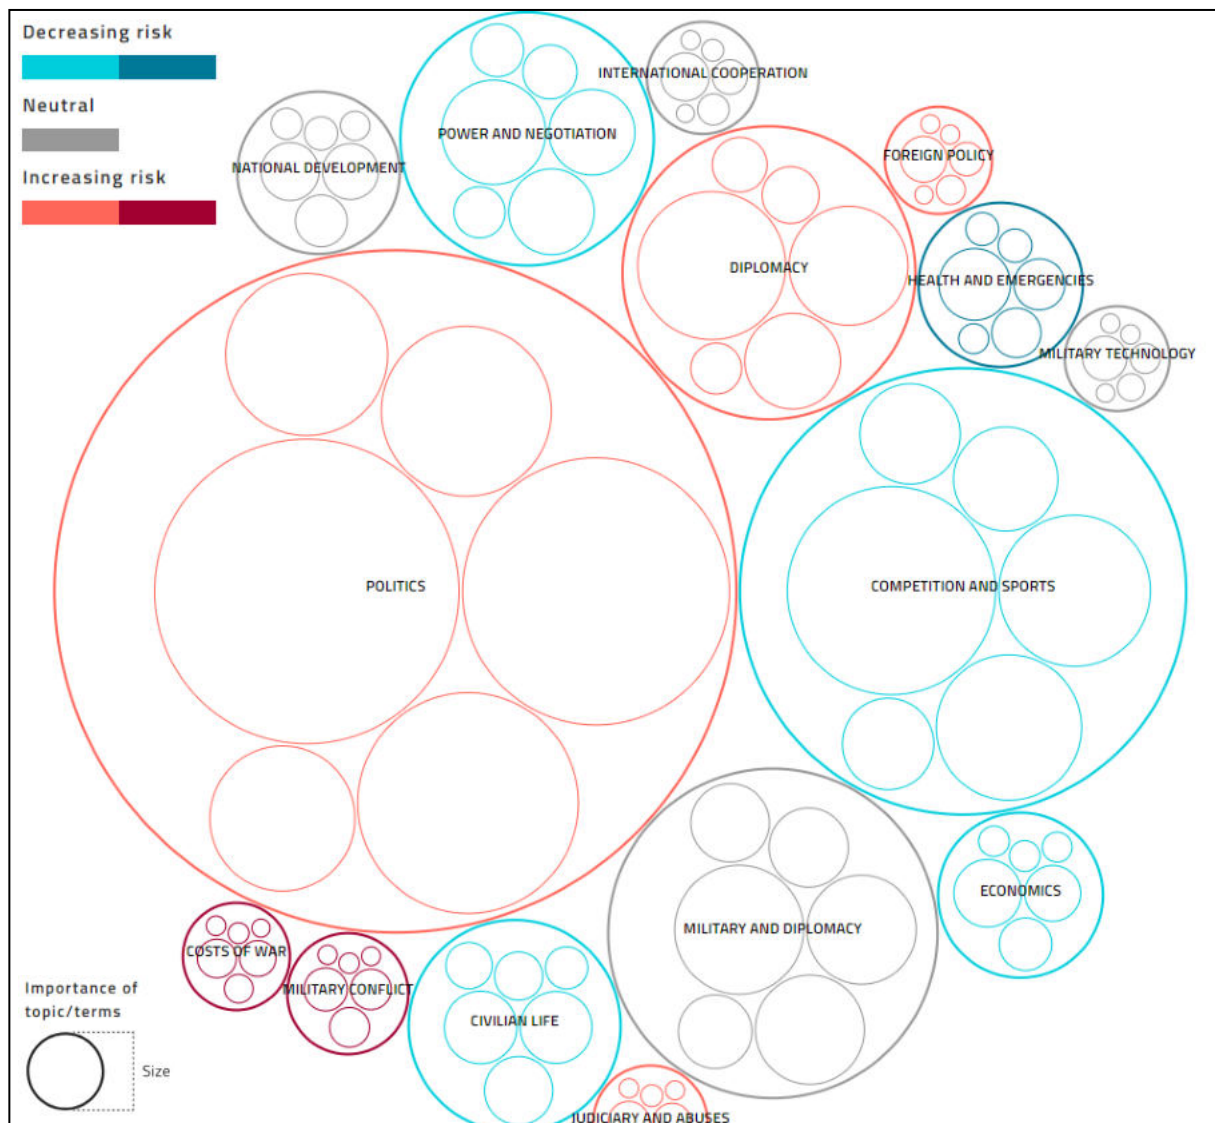 Decreasing risk
Neutral
Increasing risk
INTERNATIONAL COOPERATION
POWER AND NEGOTIATION
FOREIGN POLICY
NATIONAL DEVELOPMENT
DIPLOMACY
HEALTH AND EMERGENCIES
MILITARY TECHNOLOGY
POLITICS
COMPETITION AND SPORTS
ECONOMICS
MILITARY AND DIPLOMACY
COSTS OF WAR
MILITARY CONFLICT
CIVILIAN LIFE
JUDICIARY AND ABUSES
Importance of
topic/terms
Size